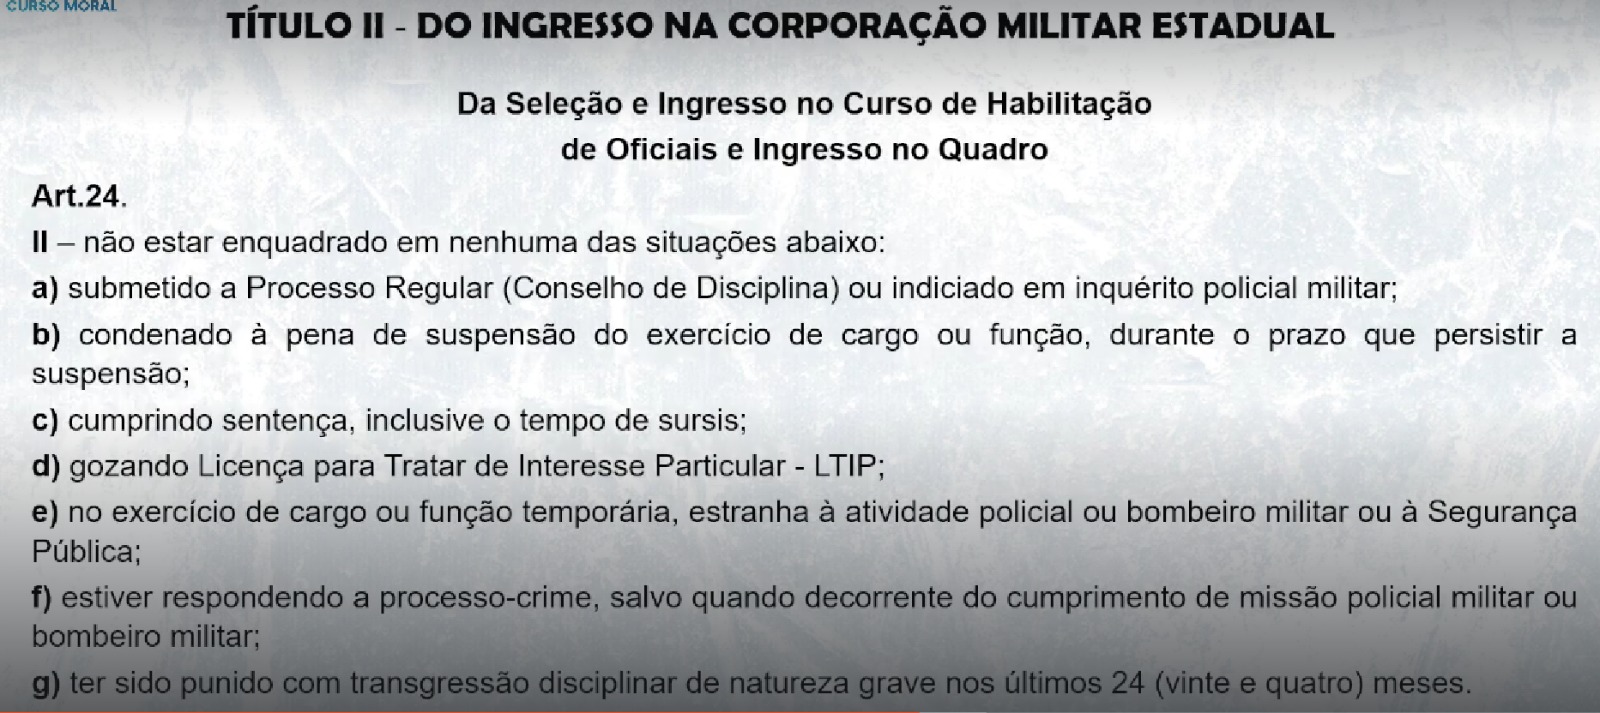 CURSO MORAL
TÍTULO II - DO INGRESSO NA CORPORAÇÃO MILITAR ESTADUAL
Da Seleção e Ingresso no Curso de Habilitação
de Oficiais e Ingresso no Quadro
Art.24.
II – não estar enquadrado em nenhuma das situações abaixo:
a) submetido a Processo Regular (Conselho de Disciplina) ou indiciado em inquérito policial militar;
b) condenado à pena de suspensão do exercício de cargo ou função, durante o prazo que persistir a
suspensão;
c) cumprindo sentença, inclusive o tempo de sursis;
d) gozando Licença para Tratar de Interesse Particular - LTIP;
e) no exercício de cargo ou função temporária, estranha à atividade policial ou bombeiro militar ou à Segurança
Pública;
f) estiver respondendo a processo-crime, salvo quando decorrente do cumprimento de missão policial militar ou
bombeiro militar;
g) ter sido punido com transgressão disciplinar de natureza grave nos últimos 24 (vinte e quatro) meses.